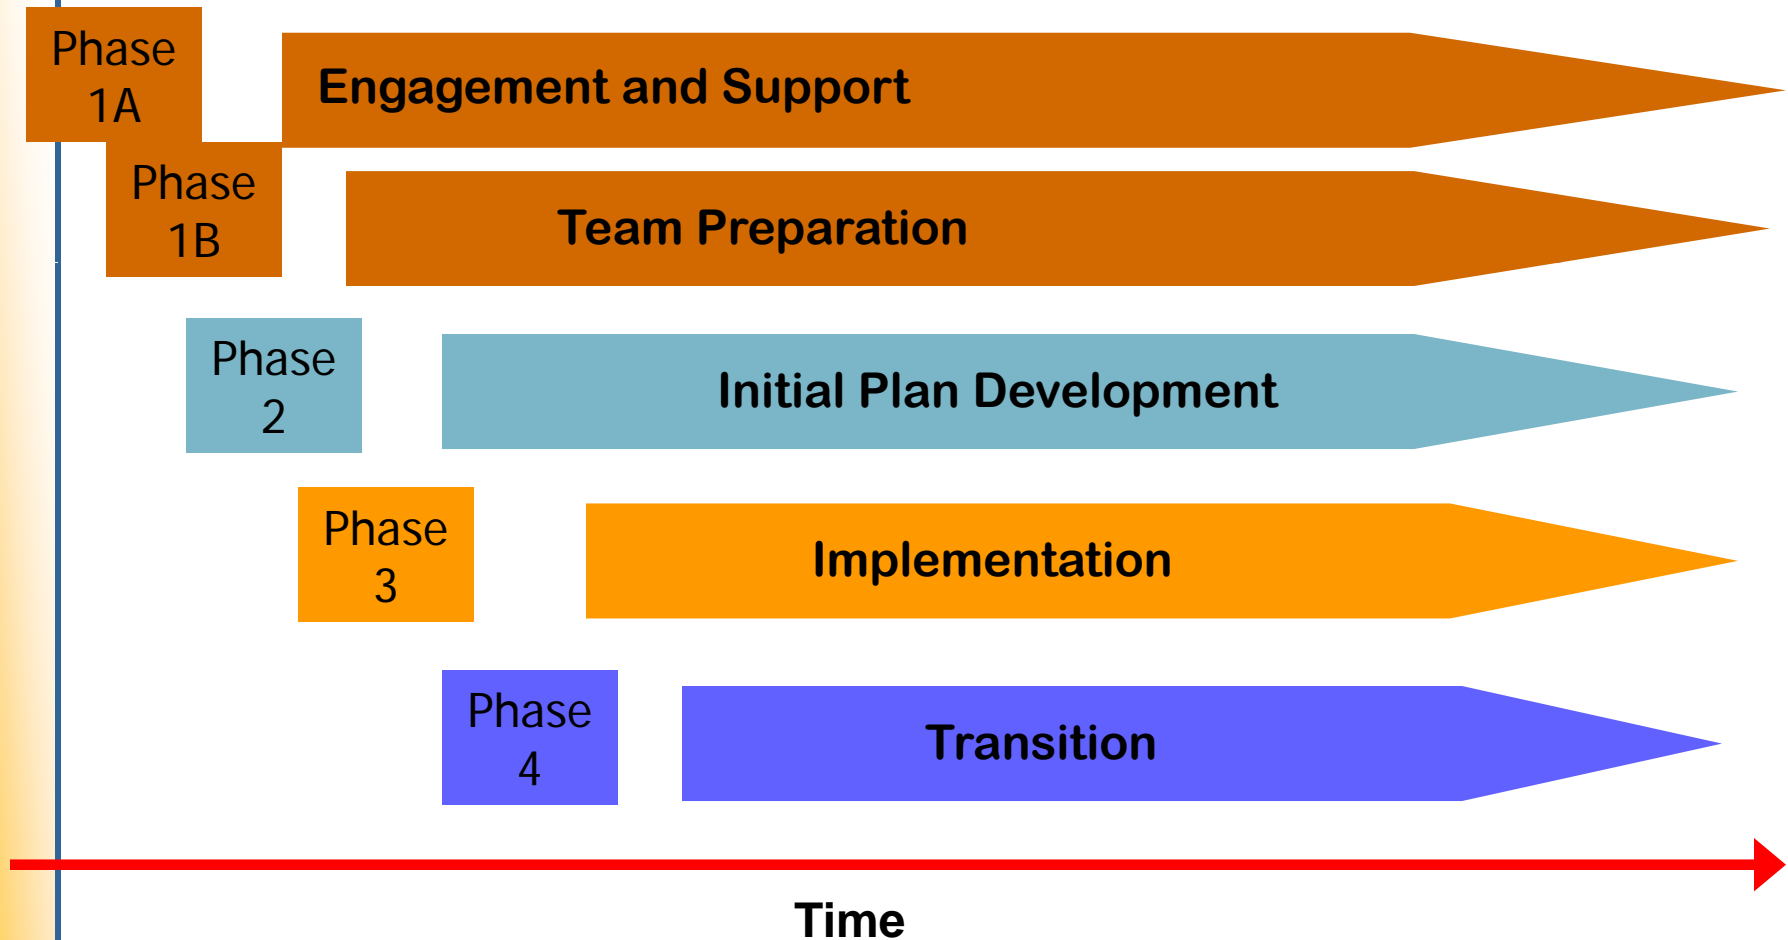 Phase
1A
Engagement and Support
Phase
1B
Team Preparation
Phase
2
Initial Plan Development
Phase
3
Implementation
Phase
4
Transition
Time